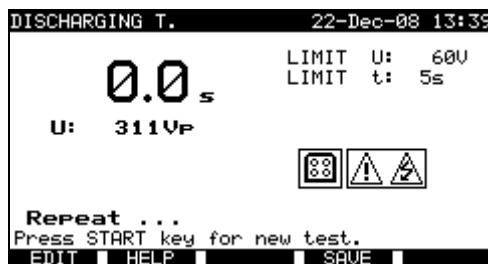 DISCHARGING T. 22-Dec-08 13:39
LIMIT U: 60V
0.0 s LIMIT t: 5s
U: 311Vp
Repeat ...
Press START key for new test.
EDIT HELP SAVE